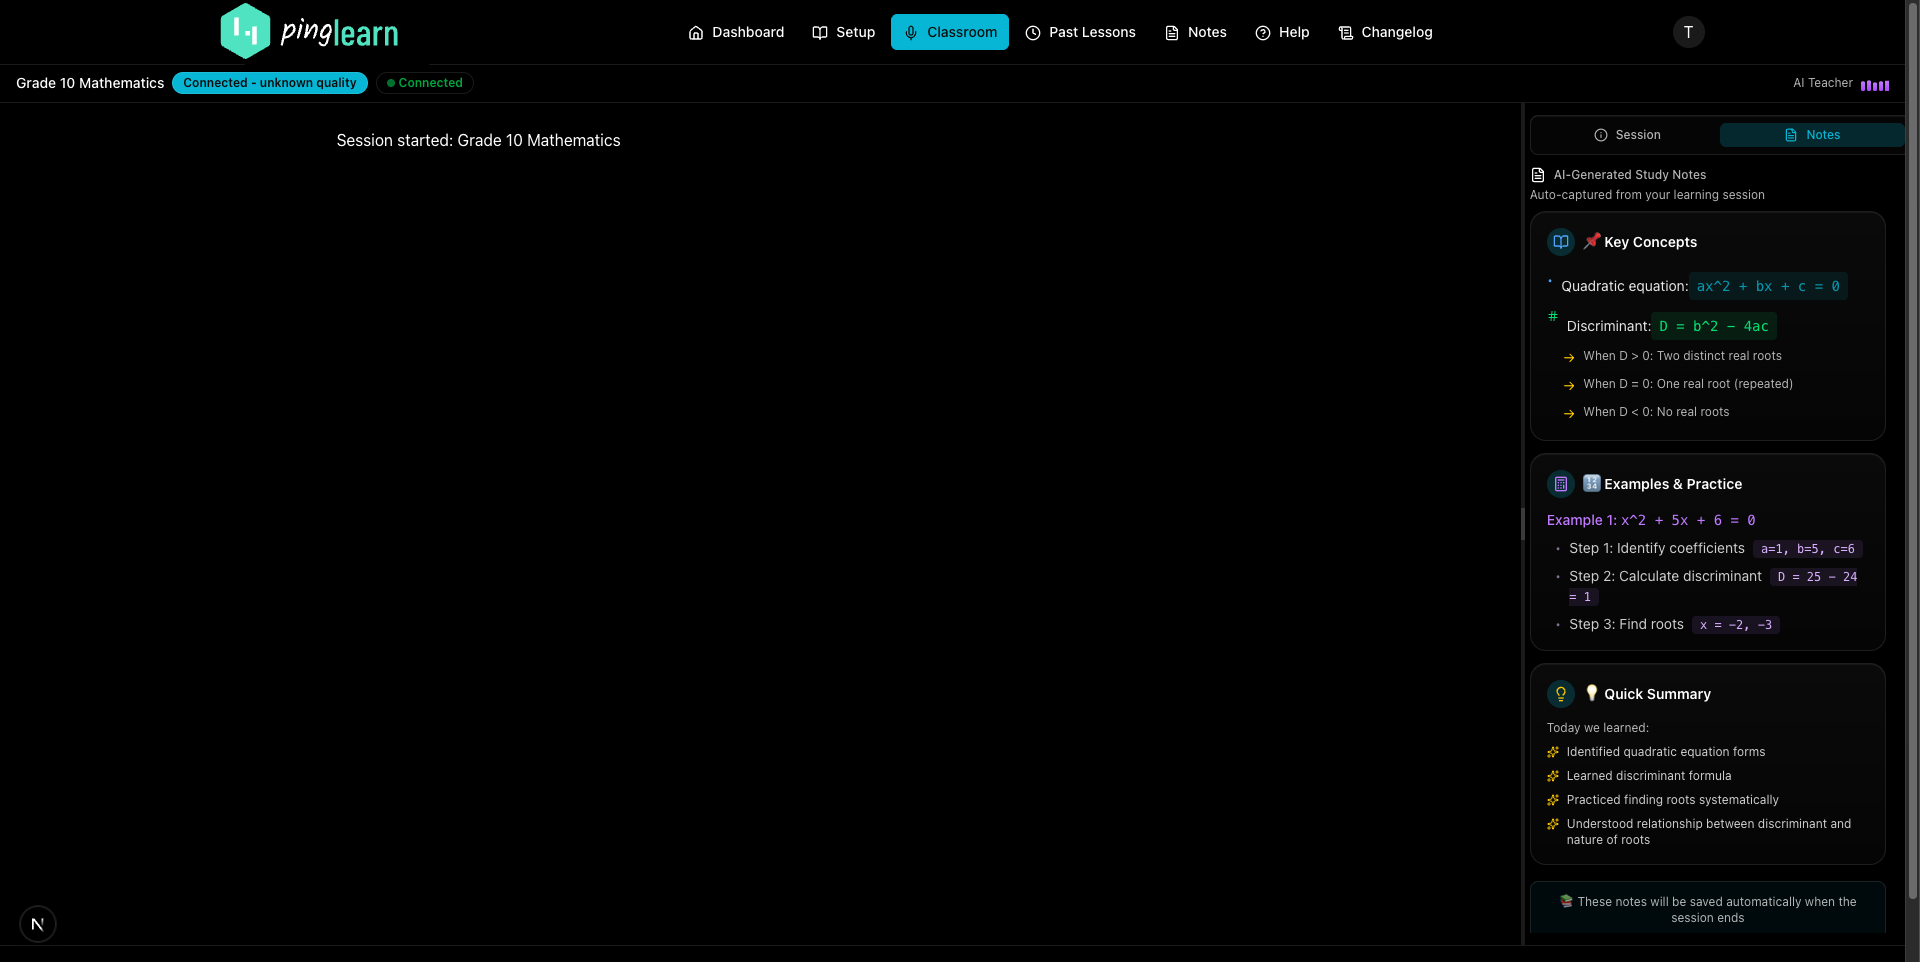 pinglearn
Dashboard
Setup
Classroom
Past Lessons
Notes
Help
Changelog
T
Grade 10 Mathematics
Connected - unknown quality
Connected
AI Teacher
Session started: Grade 10 Mathematics
Session
Notes
AI-Generated Study Notes
Auto-captured from your learning session
Key Concepts
Quadratic equation: ax^2 + bx + c = 0
# Discriminant: D = b^2 − 4ac
→ When D > 0: Two distinct real roots
→ When D = 0: One real root (repeated)
→ When D < 0: No real roots
Examples & Practice
Example 1: x^2 + 5x + 6 = 0
• Step 1: Identify coefficients a=1, b=5, c=6
• Step 2: Calculate discriminant D = 25 − 24
= 1
• Step 3: Find roots x = −2, −3
Quick Summary
Today we learned:
Identified quadratic equation forms
Learned discriminant formula
Practiced finding roots systematically
Understood relationship between discriminant and
nature of roots
These notes will be saved automatically when the
session ends
N